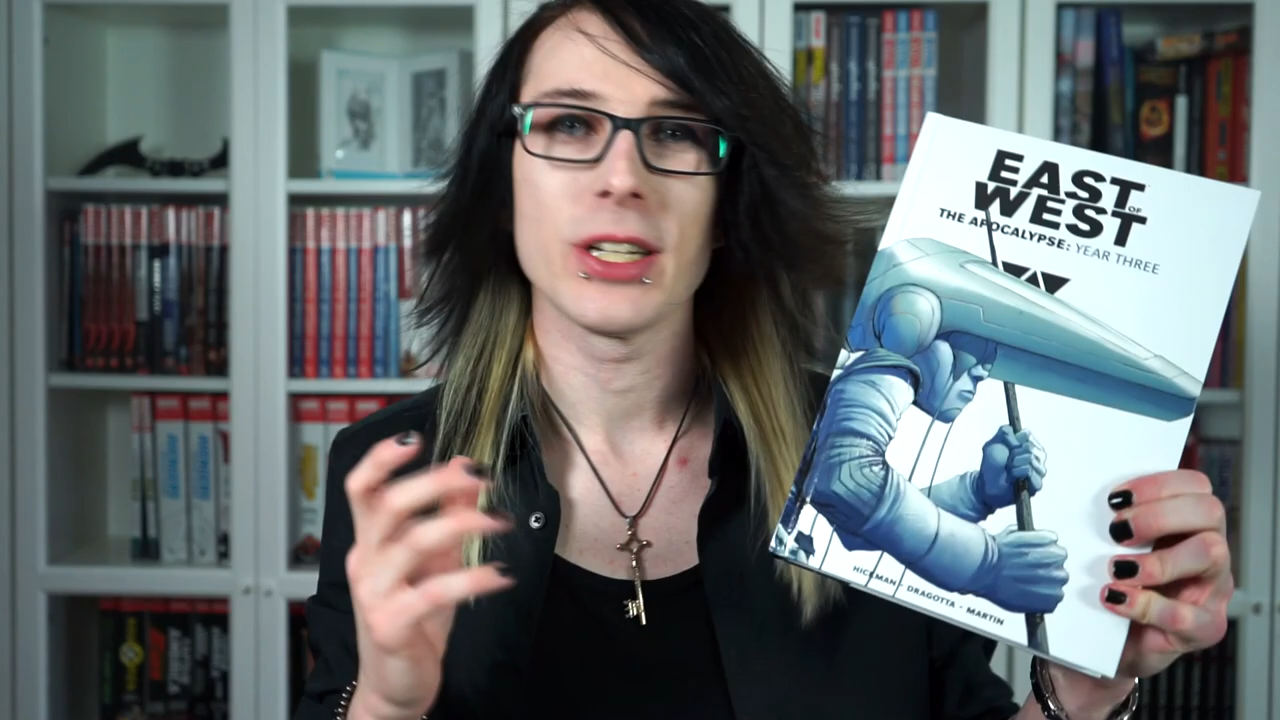 EAST
OF
WEST
THE APOCALYPSE: YEAR THREE
HICKMAN · DRAGOTTA · MARTIN